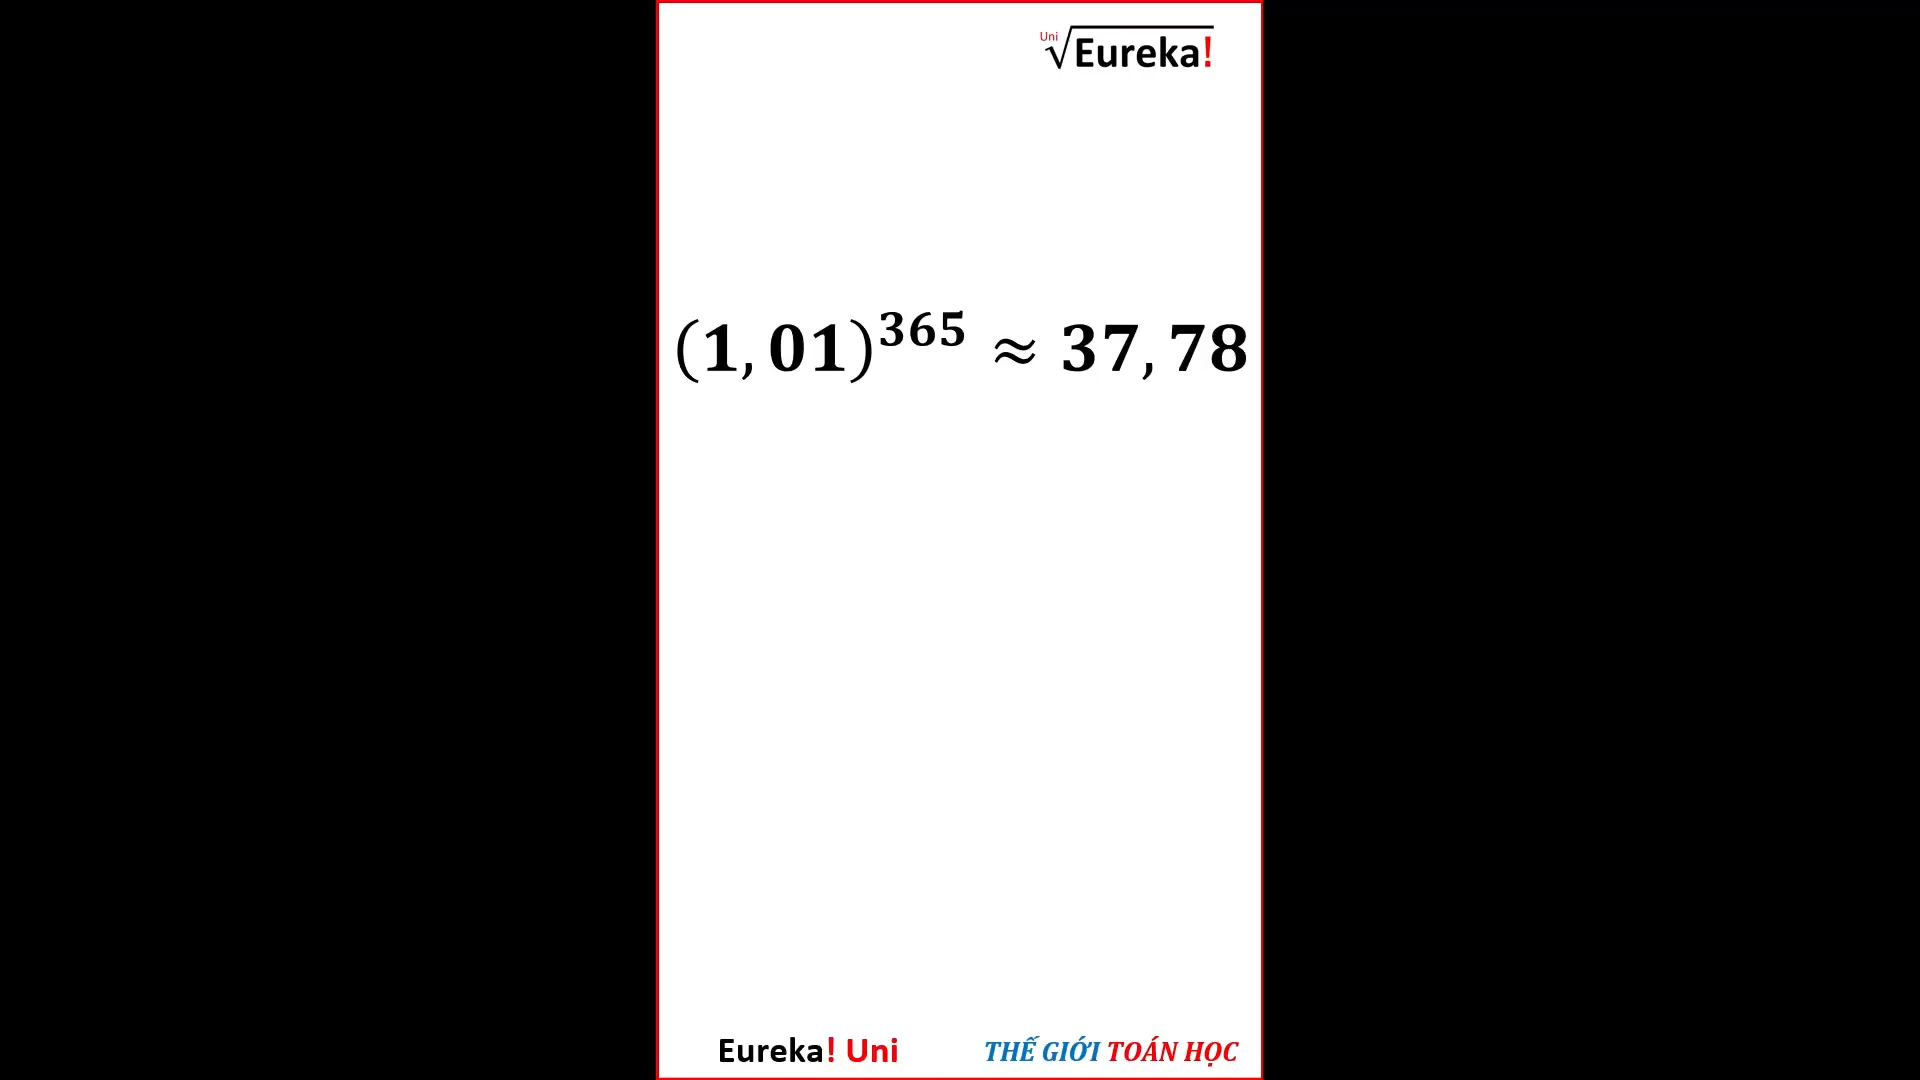 Uni √Eureka!
(1,01)³⁶⁵ ≈ 37,78
Eureka! Uni
THẾ GIỚI TOÁN HỌC